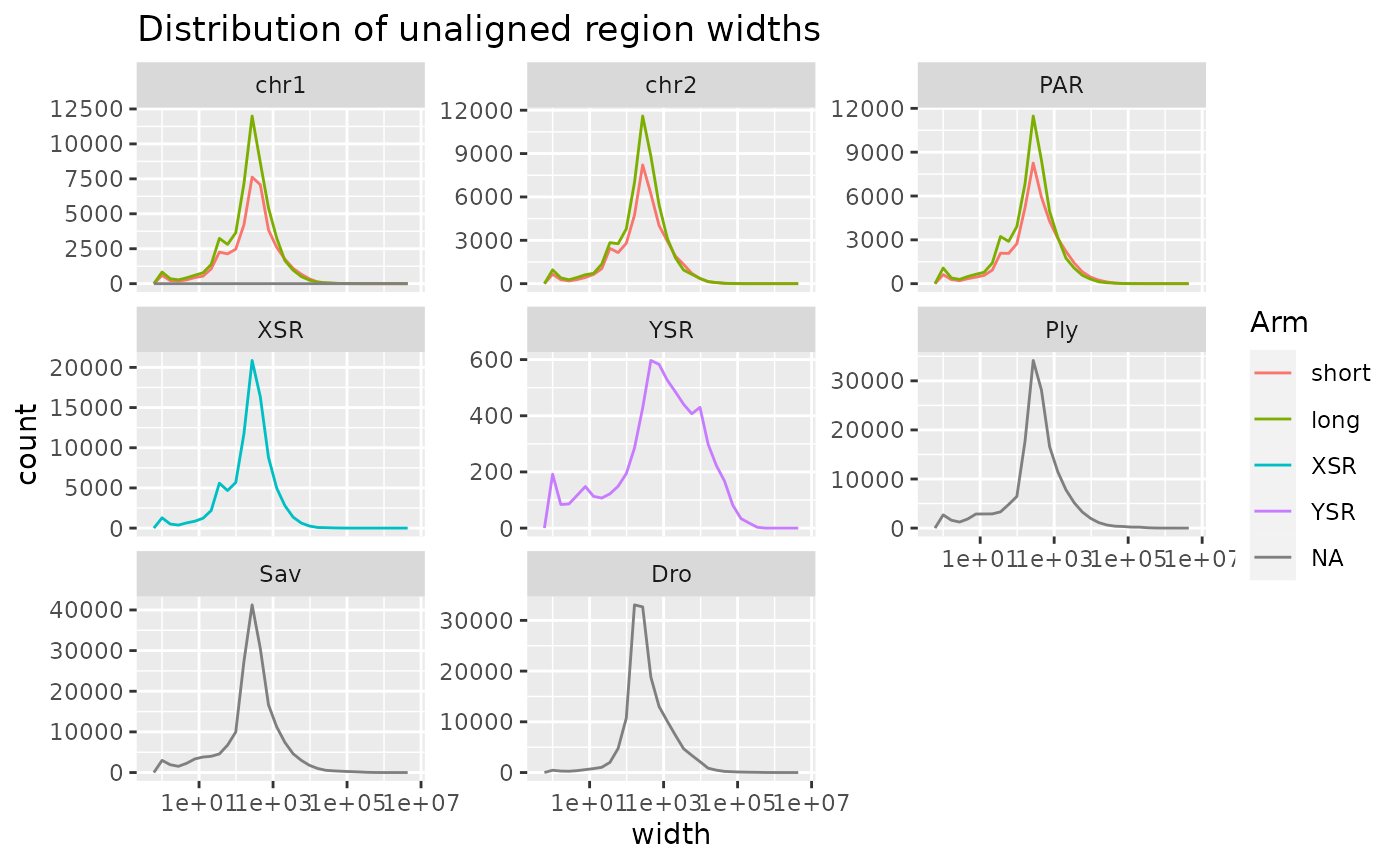 Distribution of unaligned region widths
chr1
chr2
PAR
12500
10000
7500
5000
2500
0
12000
9000
6000
3000
0
12000
9000
6000
3000
0
XSR
YSR
Ply
20000
15000
10000
5000
0
600
400
200
0
30000
20000
10000
0
1e+01 1e+03 1e+05 1e+07
Sav
Dro
40000
30000
20000
10000
0
30000
20000
10000
0
1e+01 1e+03 1e+05 1e+07
1e+01 1e+03 1e+05 1e+07
width
count
Arm
short
long
XSR
YSR
NA